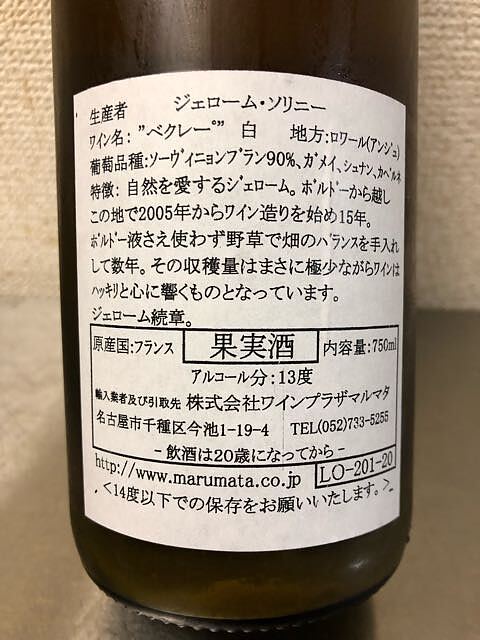 生産者　ジェローム・ソリニー
ワイン名：”ベクレープ” 白　地方:ロワール(アンジュ)
葡萄品種:ソーヴィニョンブラン90%、ガメイ、シュナン、カベルネ
特徴：自然を愛するジェローム。ボルドーから越し
この地で2005年からワイン造りを始め15年。
ボルドー液さえ使わず野草で畑のバランスを手入れ
して数年。その収穫量はまさに極少ながらワインは
ハッキリと心に響くものとなっています。
ジェローム続章。
原産国:フランス　果実酒　内容量:750ml
アルコール分:13度
輸入業者及び引取先 株式会社ワインプラザマルマタ
名古屋市千種区今池1-19-4　TEL(052)733-5255
－飲酒は20歳になってから－
http://www.marumata.co.jp　LO-201-20
＜14度以下での保存をお願いいたします。＞